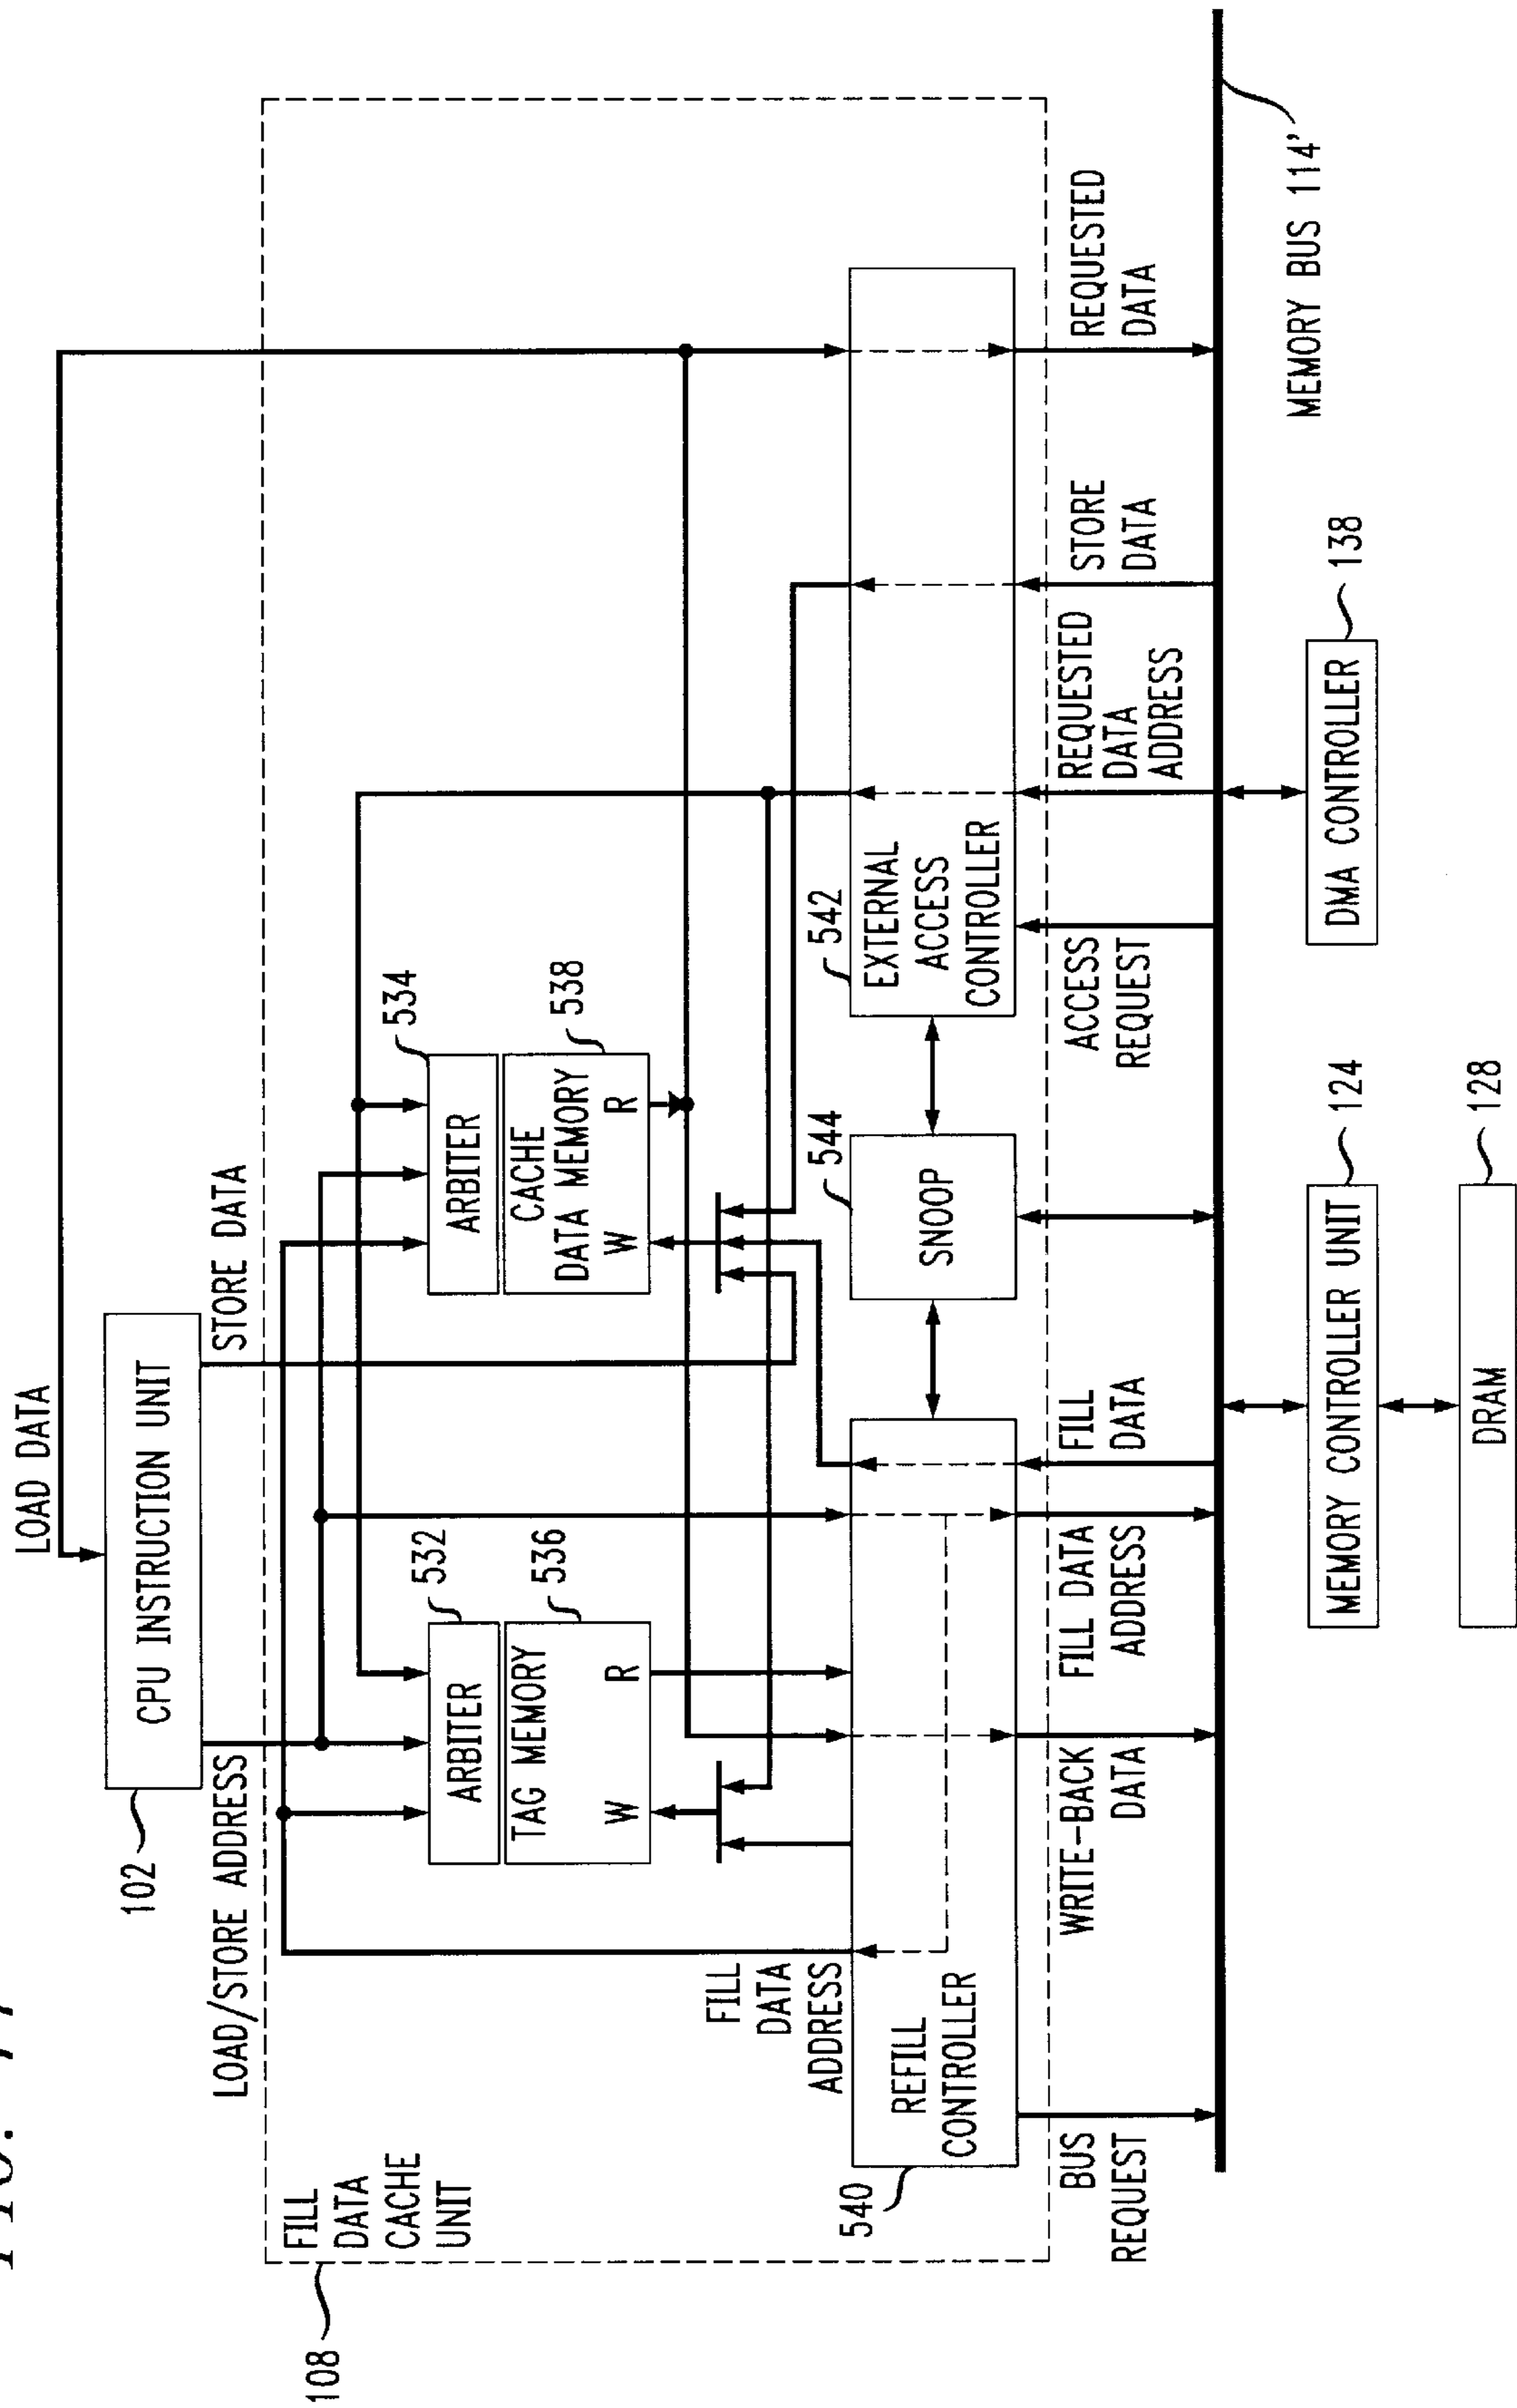 LOAD DATA
102
CPU INSTRUCTION UNIT
LOAD/STORE ADDRESS
STORE DATA
108
FILL
DATA
CACHE
UNIT
532
ARBITER
536
TAG MEMORY
W
R
534
ARBITER
538
CACHE
DATA MEMORY
W
R
FILL
DATA
ADDRESS
540
REFILL
CONTROLLER
544
SNOOP
542
EXTERNAL
ACCESS
CONTROLLER
BUS
REQUEST
WRITE-BACK
DATA
FILL DATA
ADDRESS
FILL
DATA
ACCESS
REQUEST
REQUESTED
DATA
ADDRESS
STORE
DATA
REQUESTED
DATA
MEMORY BUS 114'
MEMORY CONTROLLER UNIT
124
DMA CONTROLLER
138
DRAM
128